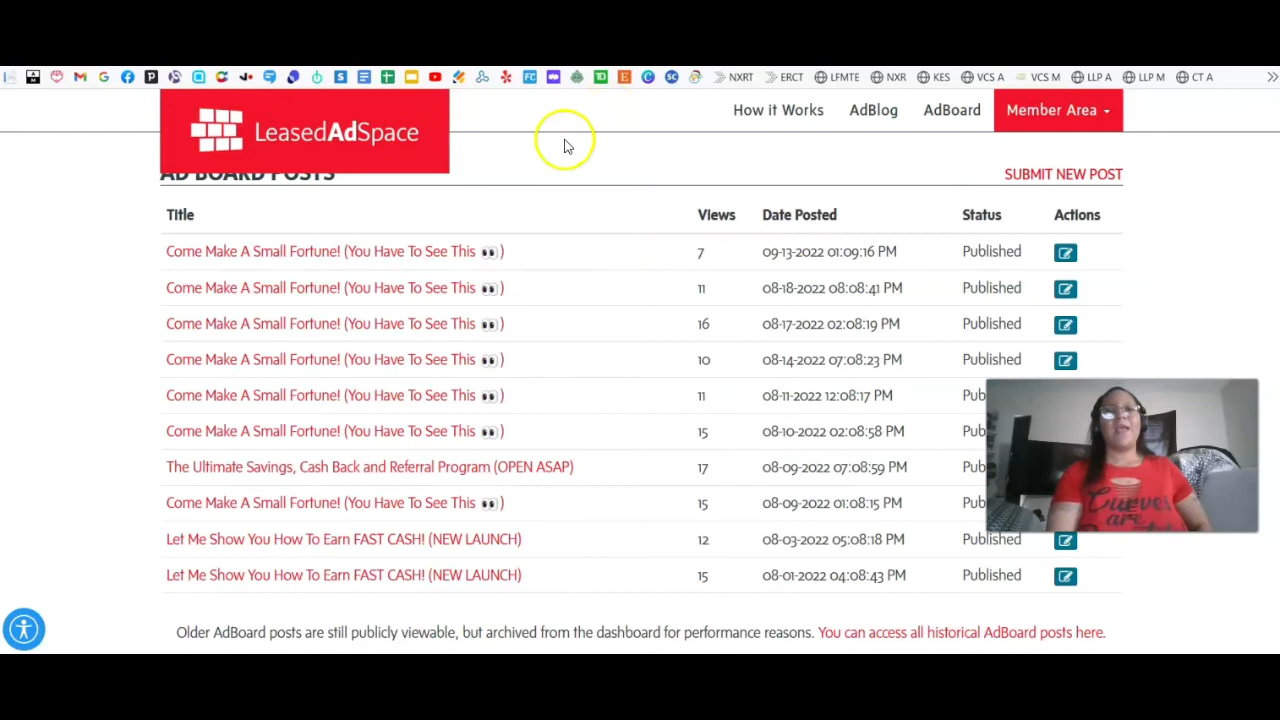 NXRT
ERCT
LFMTE
NXR
KES
VCS A
VCS M
LLP A
LLP M
CT A
LeasedAdSpace
How it Works
AdBlog
AdBoard
Member Area
AD BOARD POSTS
SUBMIT NEW POST
Title Views Date Posted Status Actions
Come Make A Small Fortune! (You Have To See This 👀) 7 09-13-2022 01:09:16 PM Published
Come Make A Small Fortune! (You Have To See This 👀) 11 08-18-2022 08:08:41 PM Published
Come Make A Small Fortune! (You Have To See This 👀) 16 08-17-2022 02:08:19 PM Published
Come Make A Small Fortune! (You Have To See This 👀) 10 08-14-2022 07:08:23 PM Published
Come Make A Small Fortune! (You Have To See This 👀) 11 08-11-2022 12:08:17 PM Pub
Come Make A Small Fortune! (You Have To See This 👀) 15 08-10-2022 02:08:58 PM Pub
The Ultimate Savings, Cash Back and Referral Program (OPEN ASAP) 17 08-09-2022 07:08:59 PM Pub
Come Make A Small Fortune! (You Have To See This 👀) 15 08-09-2022 01:08:15 PM Pub
Let Me Show You How To Earn FAST CASH! (NEW LAUNCH) 12 08-03-2022 05:08:18 PM Published
Let Me Show You How To Earn FAST CASH! (NEW LAUNCH) 15 08-01-2022 04:08:43 PM Published
Curves
are
Older AdBoard posts are still publicly viewable, but archived from the dashboard for performance reasons. You can access all historical AdBoard posts here.